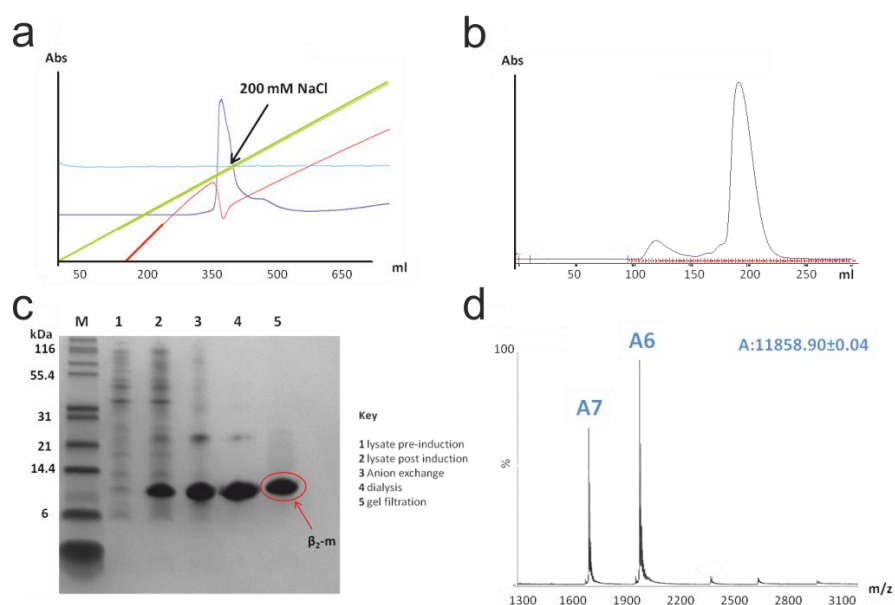 a
Abs
200 mM NaCl
50 200 350 500 650 ml
b
Abs
50 100 150 200 250 ml
c
M 1 2 3 4 5
kDa
116
55.4
31
21
14.4
6
β₂-m
Key
1 lysate pre-induction
2 lysate post induction
3 Anion exchange
4 dialysis
5 gel filtration
d
100
%
A7
A6
A:11858.90±0.04
1300 1600 1900 2200 2500 2800 3100
m/z